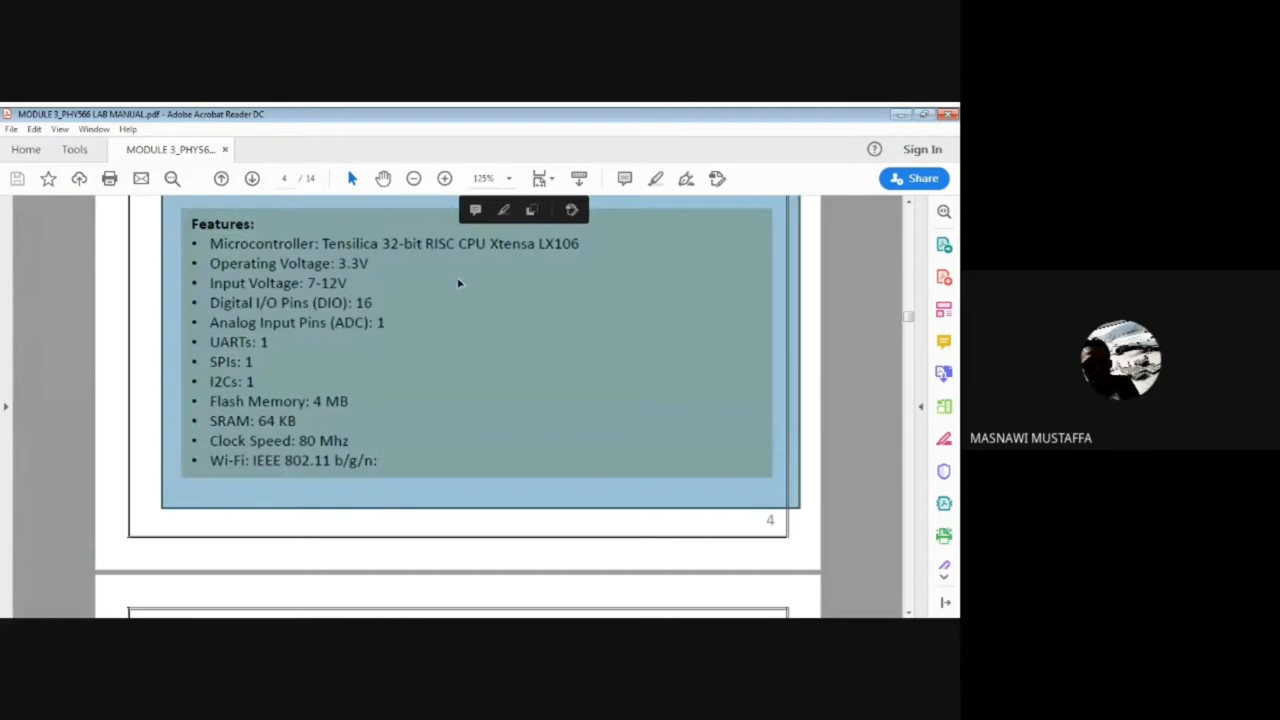 MODULE 3_PHY566 LAB MANUAL.pdf - Adobe Acrobat Reader DC
File Edit View Window Help
Home Tools MODULE 3_PHY56... ×
Sign In
4 / 14
125%
Share
Features:
• Microcontroller: Tensilica 32-bit RISC CPU Xtensa LX106
• Operating Voltage: 3.3V
• Input Voltage: 7-12V
• Digital I/O Pins (DIO): 16
• Analog Input Pins (ADC): 1
• UARTs: 1
• SPIs: 1
• I2Cs: 1
• Flash Memory: 4 MB
• SRAM: 64 KB
• Clock Speed: 80 Mhz
• Wi-Fi: IEEE 802.11 b/g/n:
4
MASNAWI MUSTAFFA